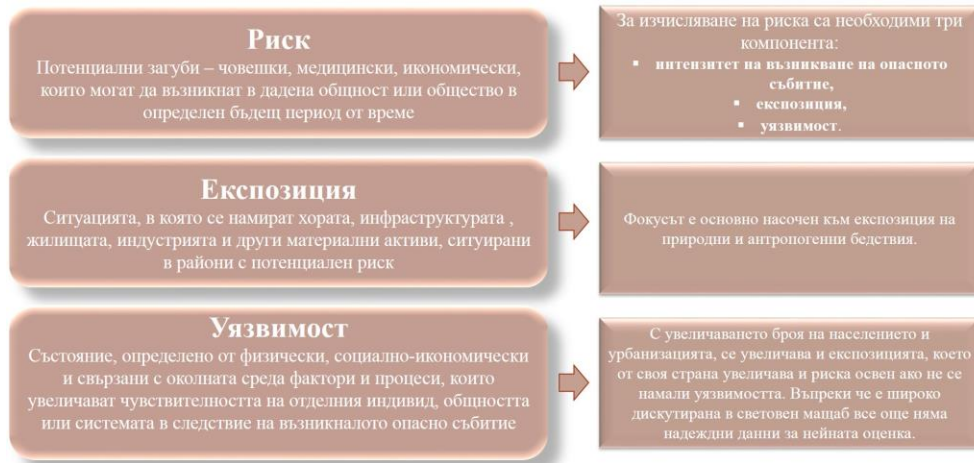 Риск
Потенциални загуби – човешки, медицински, икономически,
които могат да възникнат в дадена общност или общество в
определен бъдещ период от време
За изчисляване на риска са необходими три
компонента:
▪ интензитет на възникване на опасното
събитие,
▪ експозиция,
▪ уязвимост.
Експозиция
Ситуацията, в която се намират хората, инфраструктурата ,
жилищата, индустрията и други материални активи, ситуирани
в райони с потенциален риск
Фокусът е основно насочен към експозиция на
природни и антропогенни бедствия.
Уязвимост
Състояние, определено от физически, социално-икономически
и свързани с околната среда фактори и процеси, които
увеличават чувствителността на отделния индивид, общността
или системата в следствие на възникналото опасно събитие
С увеличаването броя на населението и
урбанизацията, се увеличава и експозицията, което
от своя страна увеличава и риска освен ако не се
намали уязвимостта. Въпреки че е широко
дискутирана в световен мащаб все още няма
надеждни данни за нейната оценка.